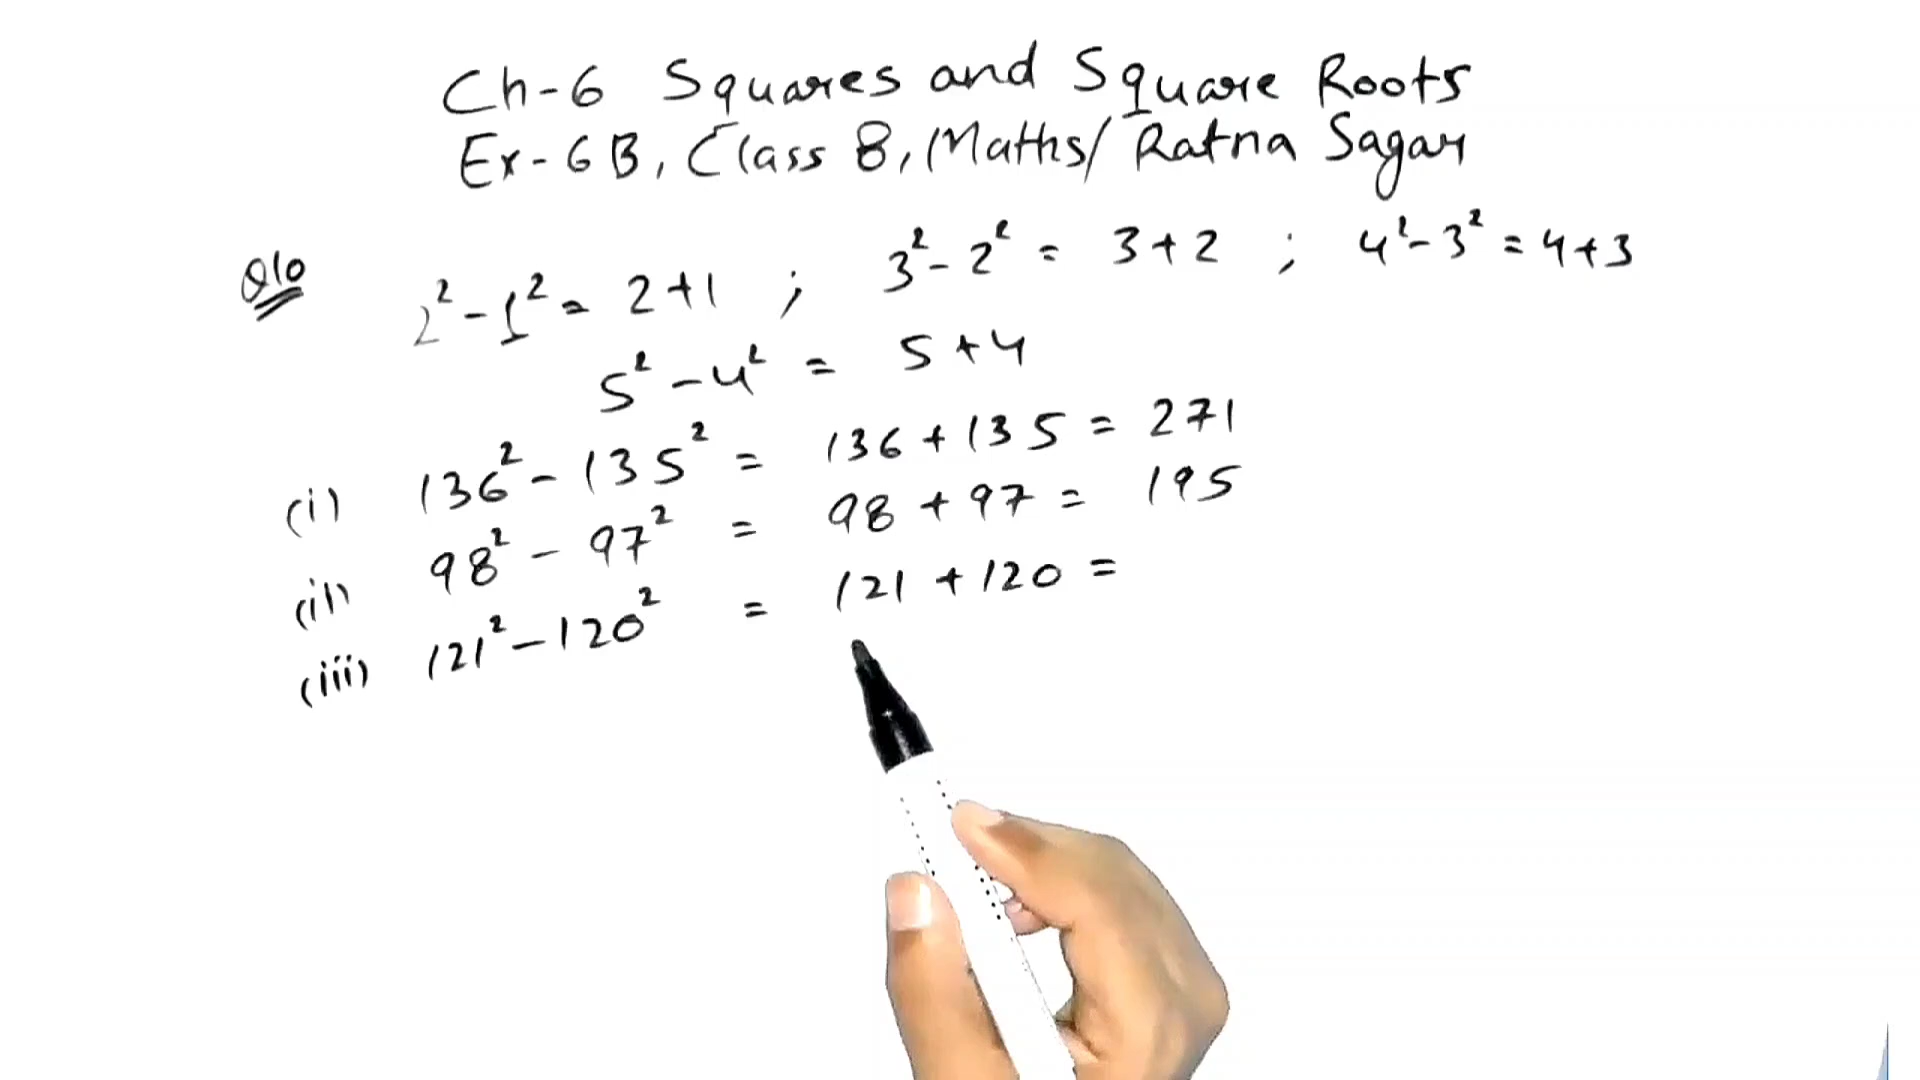 Ch-6 Squares and Square Roots
Ex-6B, Class 8, Maths/ Ratna Sagar
Q10 2² - 1² = 2+1 ; 3² - 2² = 3+2 ; 4² - 3² = 4+3
5² - 4² = 5+4
(i) 136² - 135² = 136 + 135 = 271
(ii) 98² - 97² = 98 + 97 = 195
(iii) 121² - 120² = 121 + 120 =